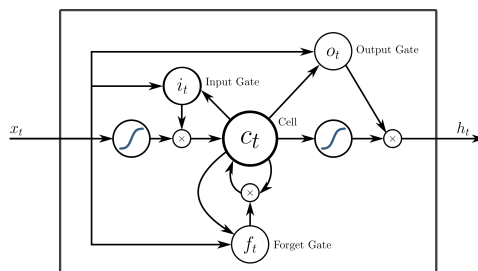 o_t Output Gate
i_t Input Gate
x_t
×
c_t Cell
×
h_t
×
f_t Forget Gate